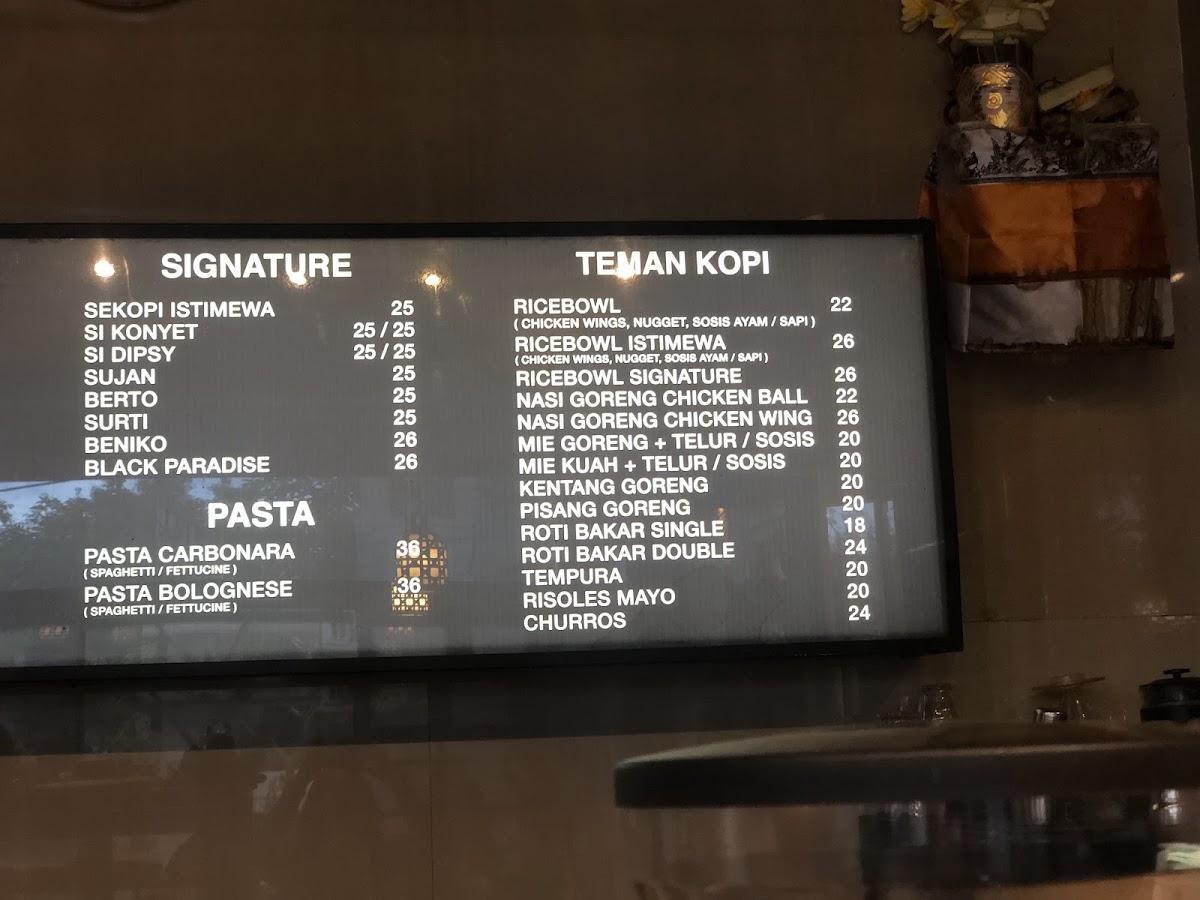 SIGNATURE
SEKOPI ISTIMEWA 25
SI KONYET 25 / 25
SI DIPSY 25 / 25
SUJAN 25
BERTO 25
SURTI 25
BENIKO 26
BLACK PARADISE 26
PASTA
PASTA CARBONARA 36
( SPAGHETTI / FETTUCINE )
PASTA BOLOGNESE 36
( SPAGHETTI / FETTUCINE )
TEMAN KOPI
RICEBOWL 22
( CHICKEN WINGS, NUGGET, SOSIS AYAM / SAPI )
RICEBOWL ISTIMEWA 26
( CHICKEN WINGS, NUGGET, SOSIS AYAM / SAPI )
RICEBOWL SIGNATURE 26
NASI GORENG CHICKEN BALL 22
NASI GORENG CHICKEN WING 26
MIE GORENG + TELUR / SOSIS 20
MIE KUAH + TELUR / SOSIS 20
KENTANG GORENG 20
PISANG GORENG 20
ROTI BAKAR SINGLE 18
ROTI BAKAR DOUBLE 24
TEMPURA 20
RISOLES MAYO 20
CHURROS 24